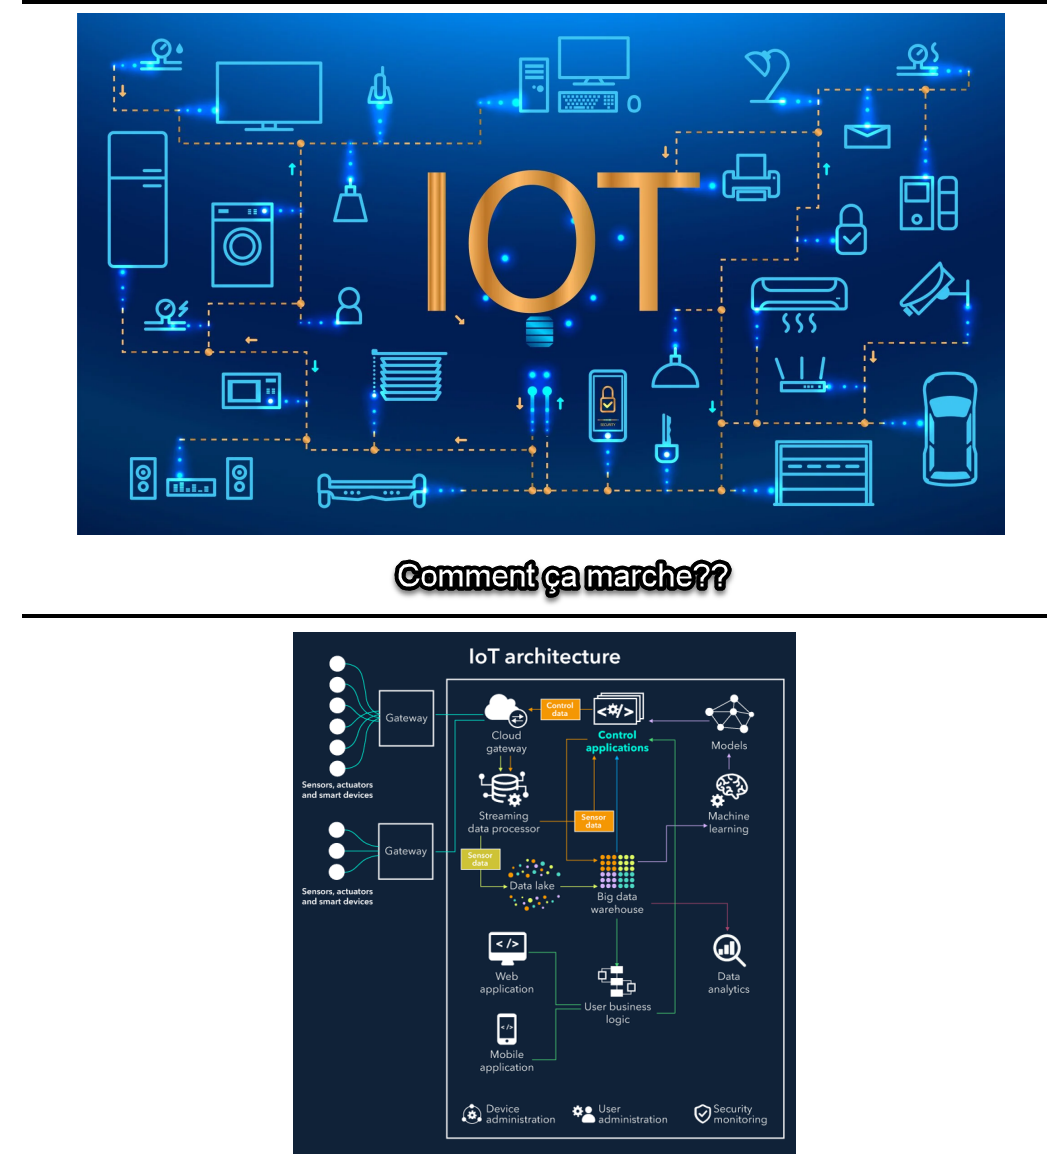 IOT
SECURITY
Comment ça marche??
IoT architecture
Gateway
Sensors, actuators
and smart devices
Gateway
Sensors, actuators
and smart devices
Cloud
gateway
Control
data
</>
Control
applications
Models
Streaming
data processor
Sensor
data
Machine
learning
Sensor
data
Data lake
Big data
warehouse
</>
Web
application
User business
logic
Data
analytics
</>
Mobile
application
Device
administration
User
administration
Security
monitoring